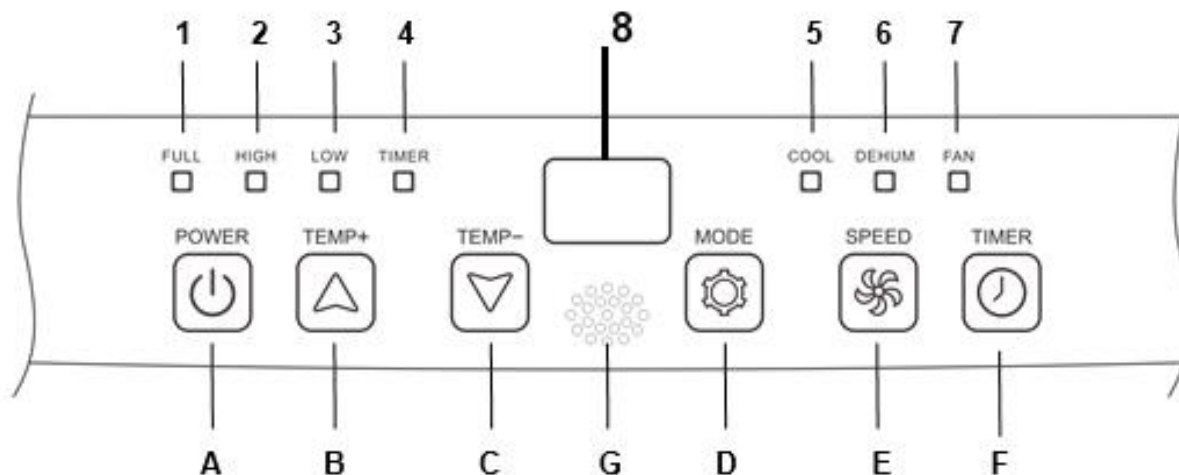 1 2 3 4 8 5 6 7
FULL HIGH LOW TIMER COOL DEHUM FAN
POWER TEMP+ TEMP− MODE SPEED TIMER
A B C G D E F